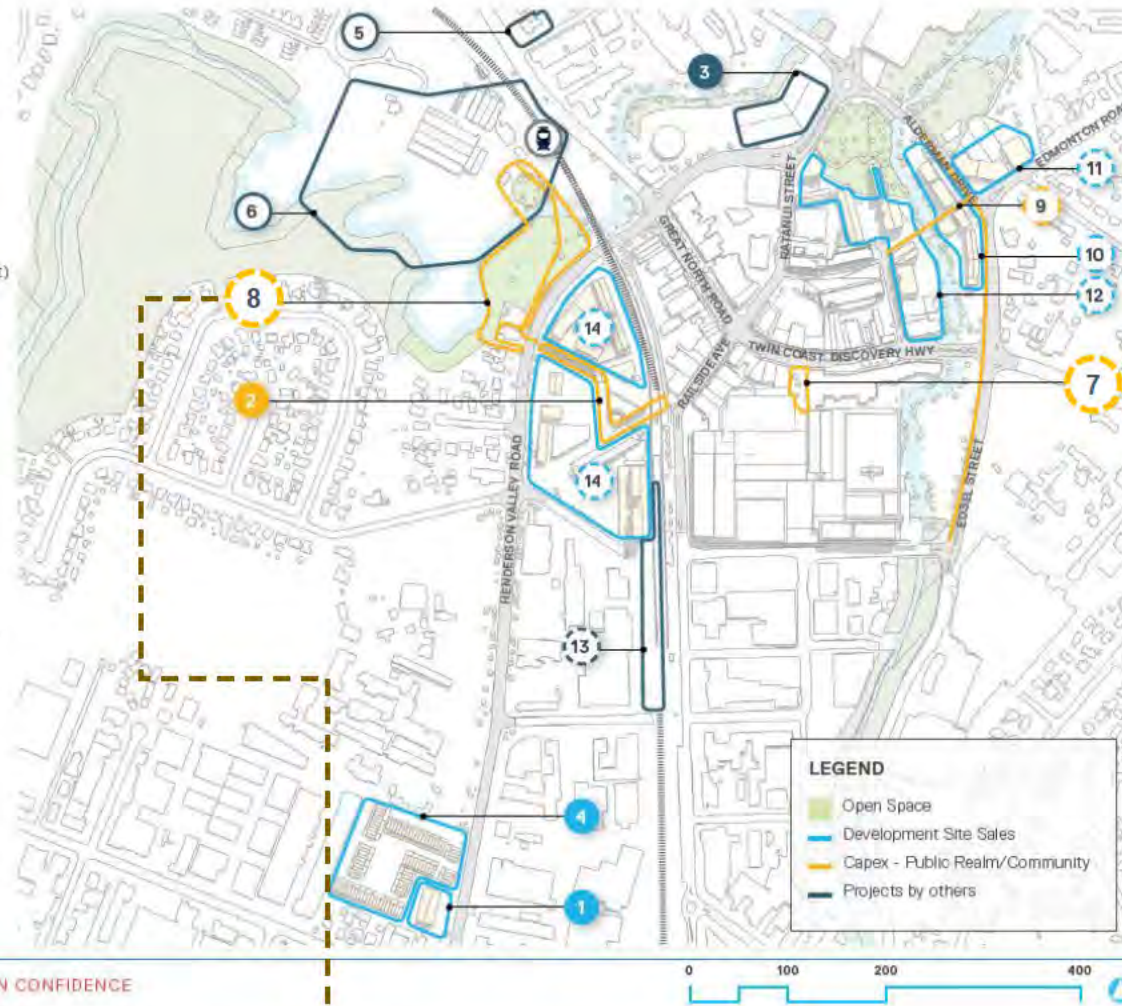 5
3
6
t)
8
14
2
14
13
4
1
11
9
10
12
7
ALDERMAN DRIVE
EDMONTON ROAD
RATANUI STREET
GREAT NORTH ROAD
RAILSIDE AVE
TWIN COAST DISCOVERY HWY
EDSEL STREET
HENDERSON VALLEY ROAD
LEGEND
Open Space
Development Site Sales
Capex - Public Realm/Community
Projects by others
N CONFIDENCE
0 100 200 400